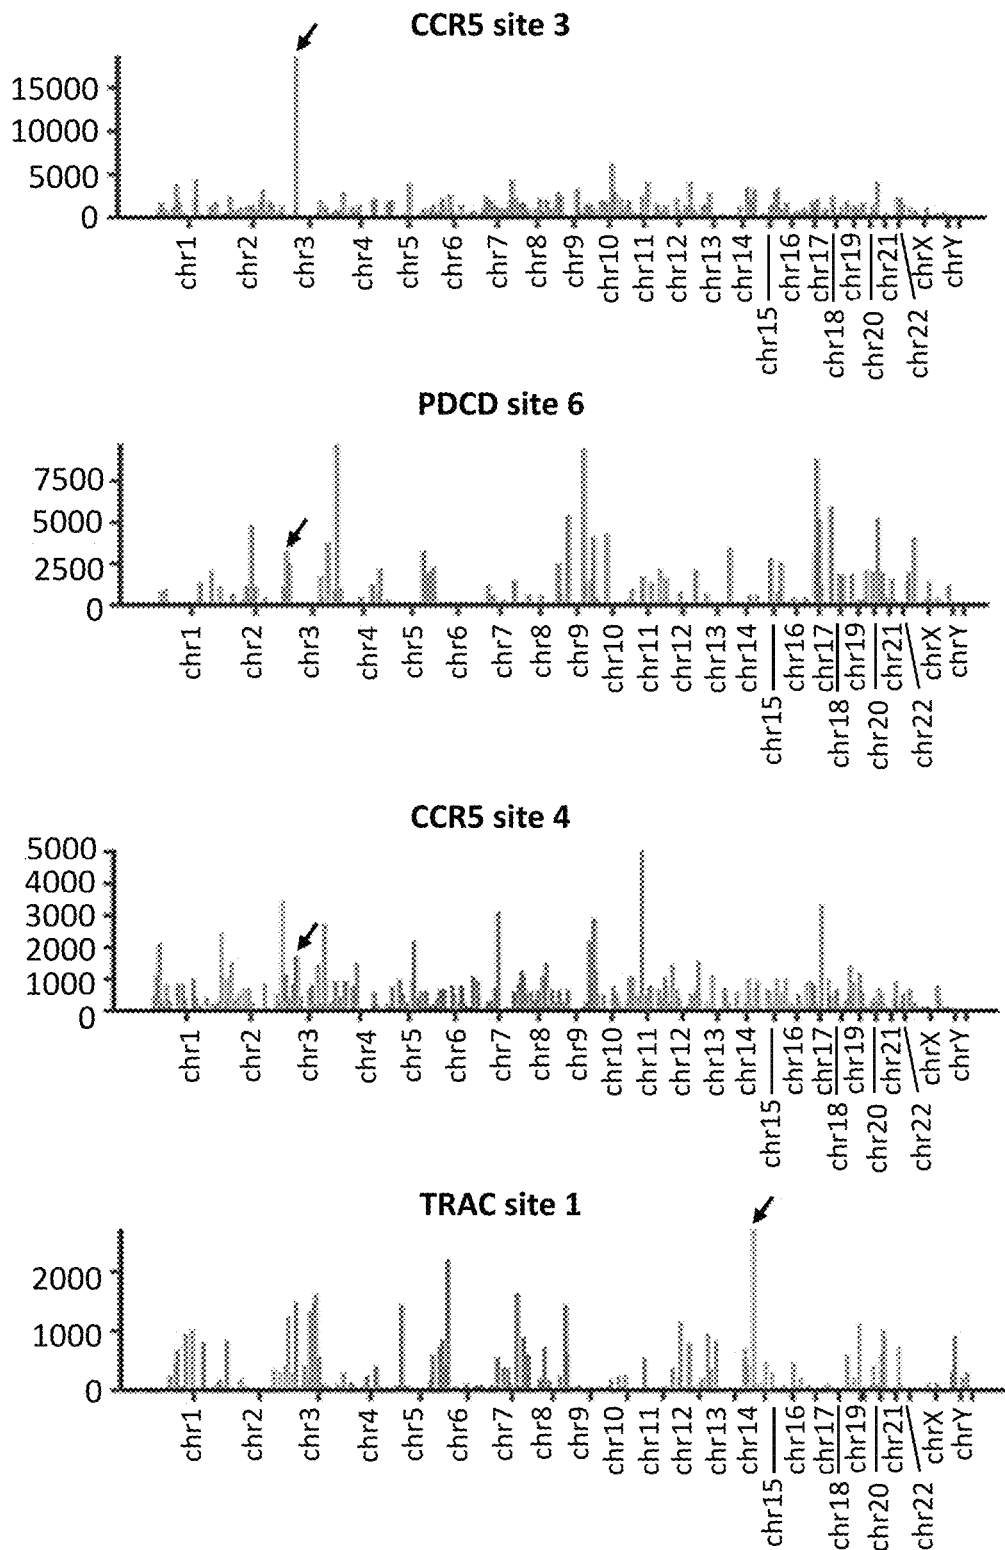 CCR5 site 3
15000
10000
5000
0
chr1 chr2 chr3 chr4 chr5 chr6 chr7 chr8 chr9 chr10 chr11 chr12 chr13 chr14 chr16 chr17 chr19 chr21 chrX chrY
chr15 chr18 chr20 chr22
PDCD site 6
7500
5000
2500
0
chr1 chr2 chr3 chr4 chr5 chr6 chr7 chr8 chr9 chr10 chr11 chr12 chr13 chr14 chr16 chr17 chr19 chr21 chrX chrY
chr15 chr18 chr20 chr22
CCR5 site 4
5000
4000
3000
2000
1000
0
chr1 chr2 chr3 chr4 chr5 chr6 chr7 chr8 chr9 chr10 chr11 chr12 chr13 chr14 chr16 chr17 chr19 chr21 chrX chrY
chr15 chr18 chr20 chr22
TRAC site 1
2000
1000
0
chr1 chr2 chr3 chr4 chr5 chr6 chr7 chr8 chr9 chr10 chr11 chr12 chr13 chr14 chr16 chr17 chr19 chr21 chrX chrY
chr15 chr18 chr20 chr22